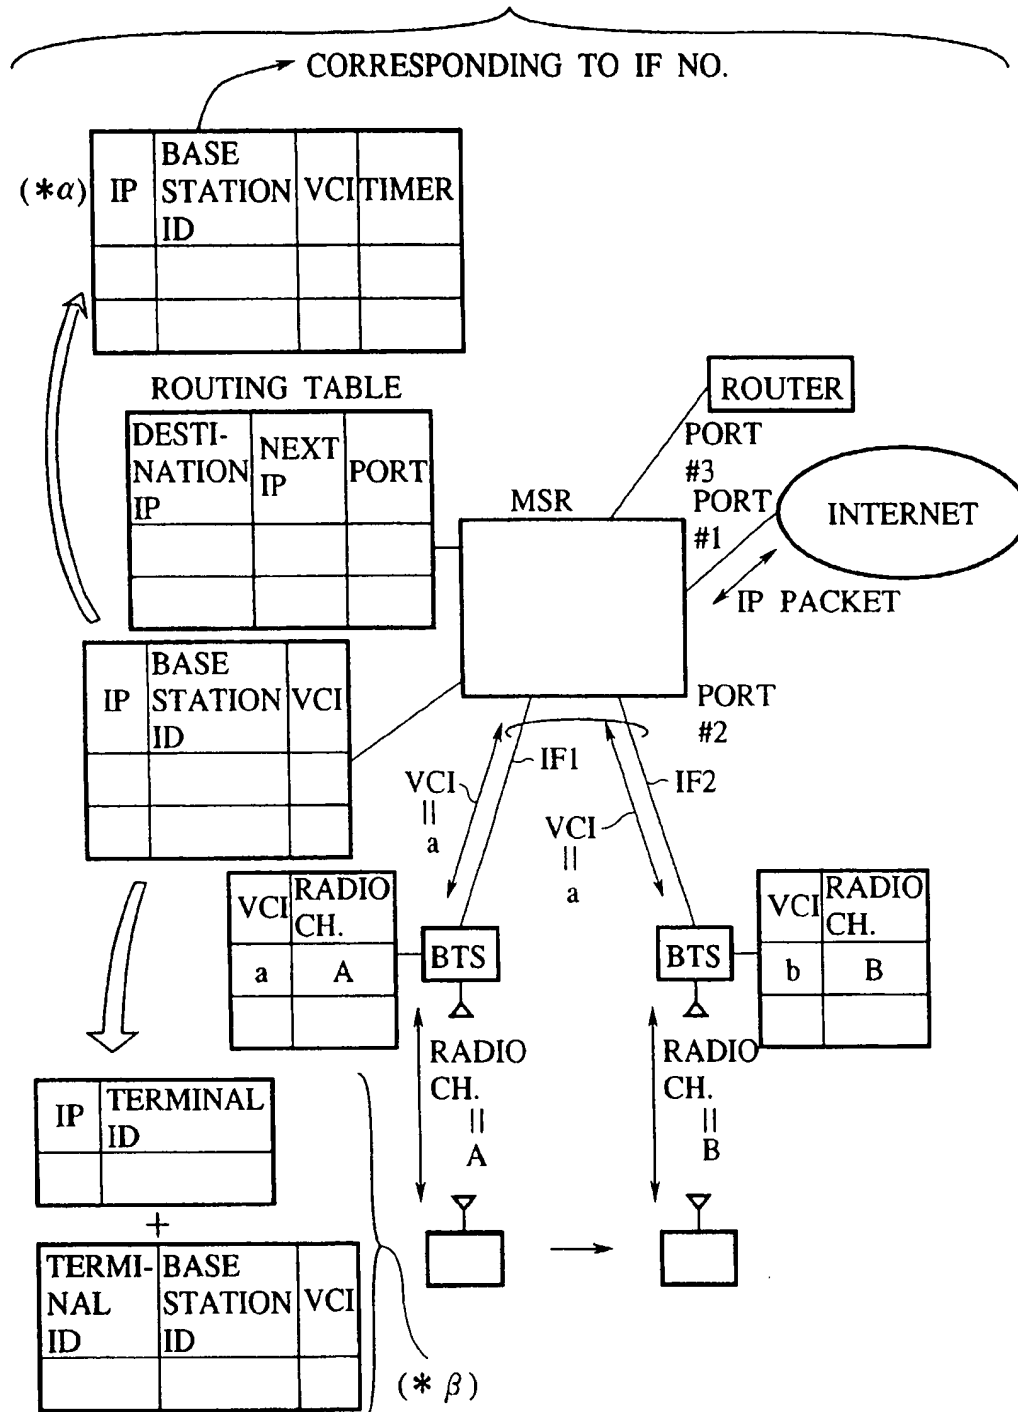 CORRESPONDING TO IF NO.
(*α)
IP
BASE
STATION
ID
VCI
TIMER
ROUTING TABLE
DESTI-
NATION
IP
NEXT
IP
PORT
ROUTER
PORT
#3
MSR
PORT
#1
INTERNET
IP PACKET
IP
BASE
STATION
ID
VCI
PORT
#2
IF1
IF2
VCI
=
a
VCI
=
a
VCI
RADIO
CH.
a
A
BTS
BTS
VCI
RADIO
CH.
b
B
RADIO
CH.
=
A
RADIO
CH.
=
B
IP
TERMINAL
ID
+
TERMI-
NAL
ID
BASE
STATION
ID
VCI
(* β)